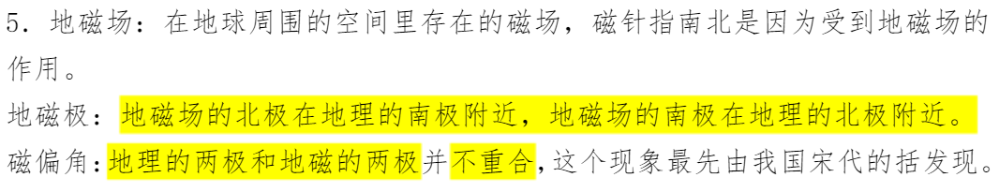 5．地磁场：在地球周围的空间里存在的磁场，磁针指南北是因为受到地磁场的
作用。
地磁极：地磁场的北极在地理的南极附近，地磁场的南极在地理的北极附近。
磁偏角：地理的两极和地磁的两极并不重合，这个现象最先由我国宋代的括发现。